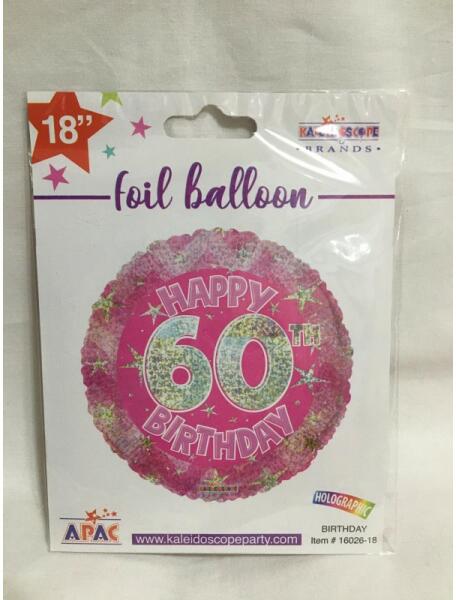 18”
KALEIDOSCOPE
BRANDS
foil balloon
HAPPY
60TH
BIRTHDAY
HOLOGRAPHIC
APAC
www.kaleidoscopeparty.com
BIRTHDAY
Item # 16026-18